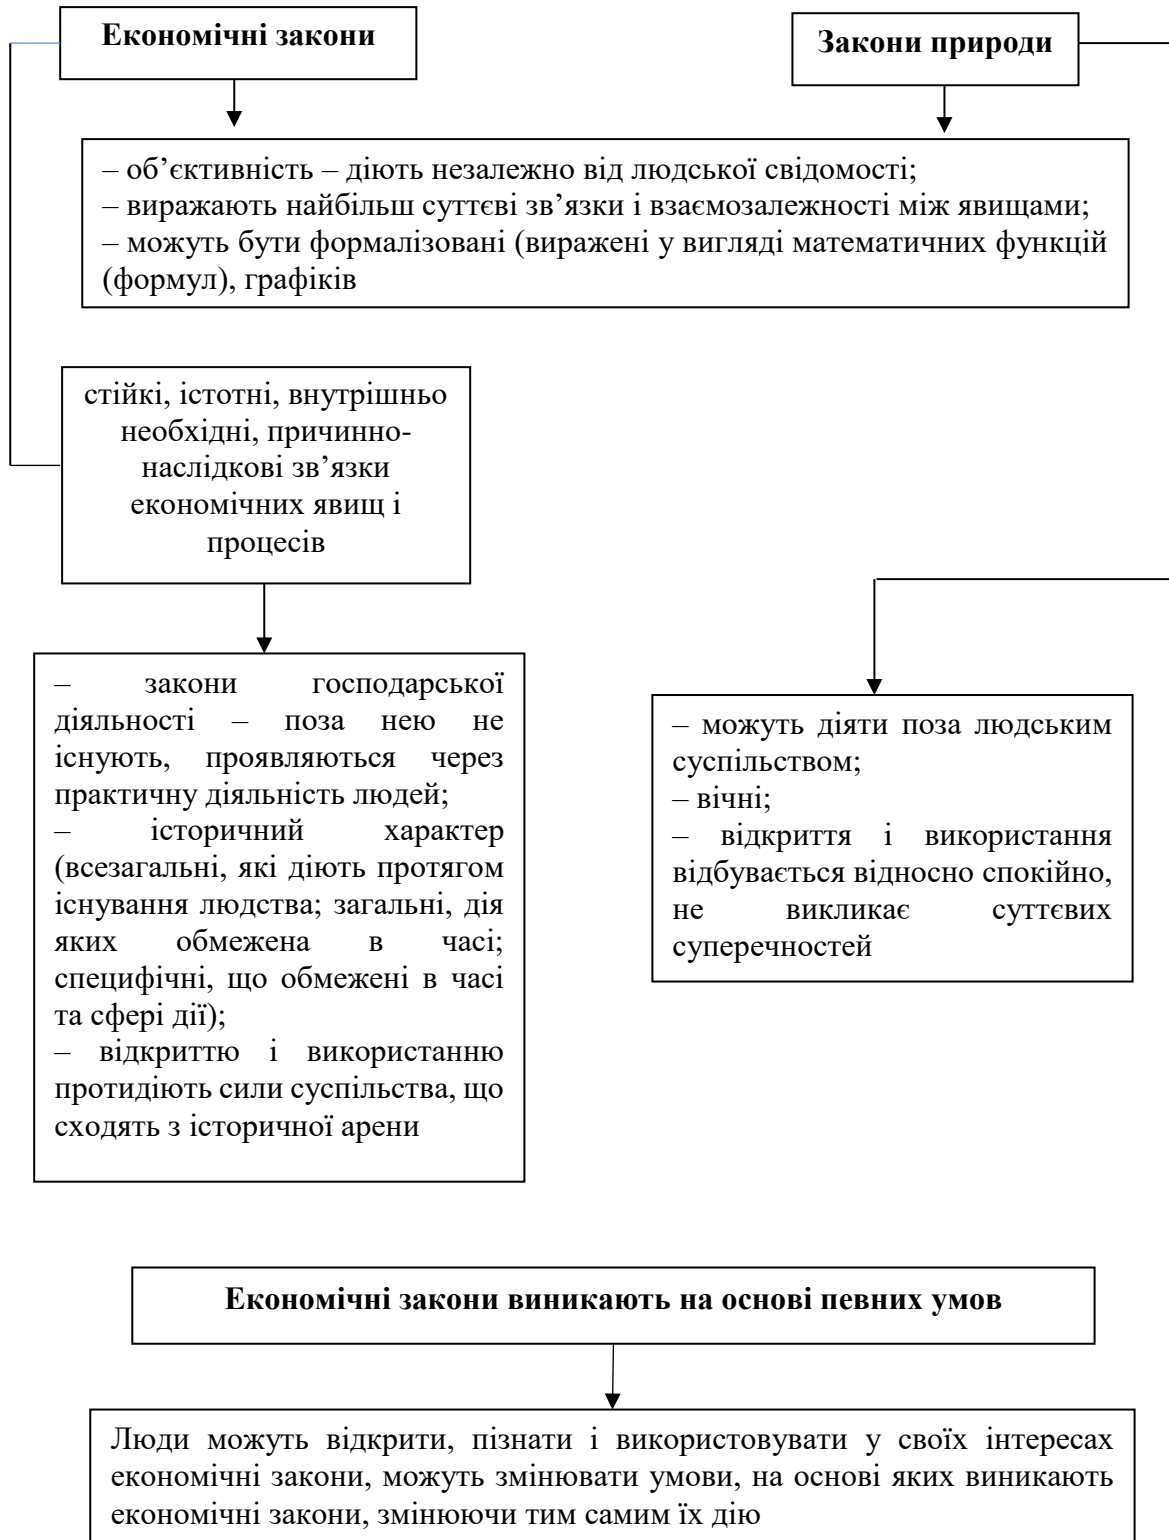 Економічні закони
Закони природи
– об’єктивність – діють незалежно від людської свідомості;
– виражають найбільш суттєві зв’язки і взаємозалежності між явищами;
– можуть бути формалізовані (виражені у вигляді математичних функцій
(формул), графіків
стійкі, істотні, внутрішньо
необхідні, причинно-
наслідкові зв’язки
економічних явищ і
процесів
– закони господарської
діяльності – поза нею не
існують, проявляються через
практичну діяльність людей;
– історичний характер
(всезагальні, які діють протягом
існування людства; загальні, дія
яких обмежена в часі;
специфічні, що обмежені в часі
та сфері дії);
– відкриттю і використанню
протидіють сили суспільства, що
сходять з історичної арени
– можуть діяти поза людським
суспільством;
– вічні;
– відкриття і використання
відбувається відносно спокійно,
не викликає суттєвих
суперечностей
Економічні закони виникають на основі певних умов
Люди можуть відкрити, пізнати і використовувати у своїх інтересах
економічні закони, можуть змінювати умови, на основі яких виникають
економічні закони, змінюючи тим самим їх дію